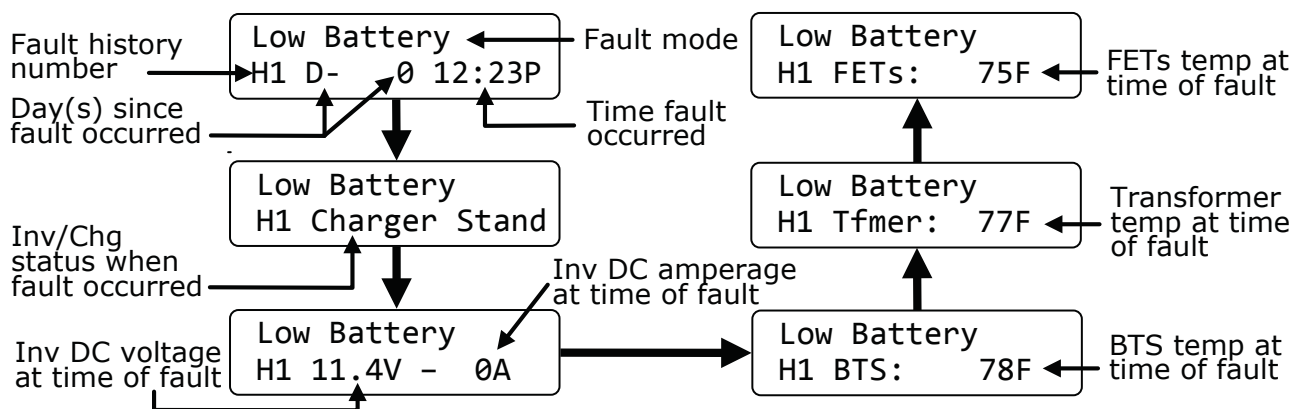 Fault history
number
Low Battery
H1 D-    0 12:23P
Fault mode
Day(s) since
fault occurred
Time fault
occurred
Low Battery
H1 Charger Stand
Inv/Chg
status when
fault occurred
Low Battery
H1 11.4V –   0A
Inv DC amperage
at time of fault
Inv DC voltage
at time of fault
Low Battery
H1 BTS:     78F
BTS temp at
time of fault
Low Battery
H1 Tfmer:   77F
Transformer
temp at time
of fault
Low Battery
H1 FETs:    75F
FETs temp at
time of fault